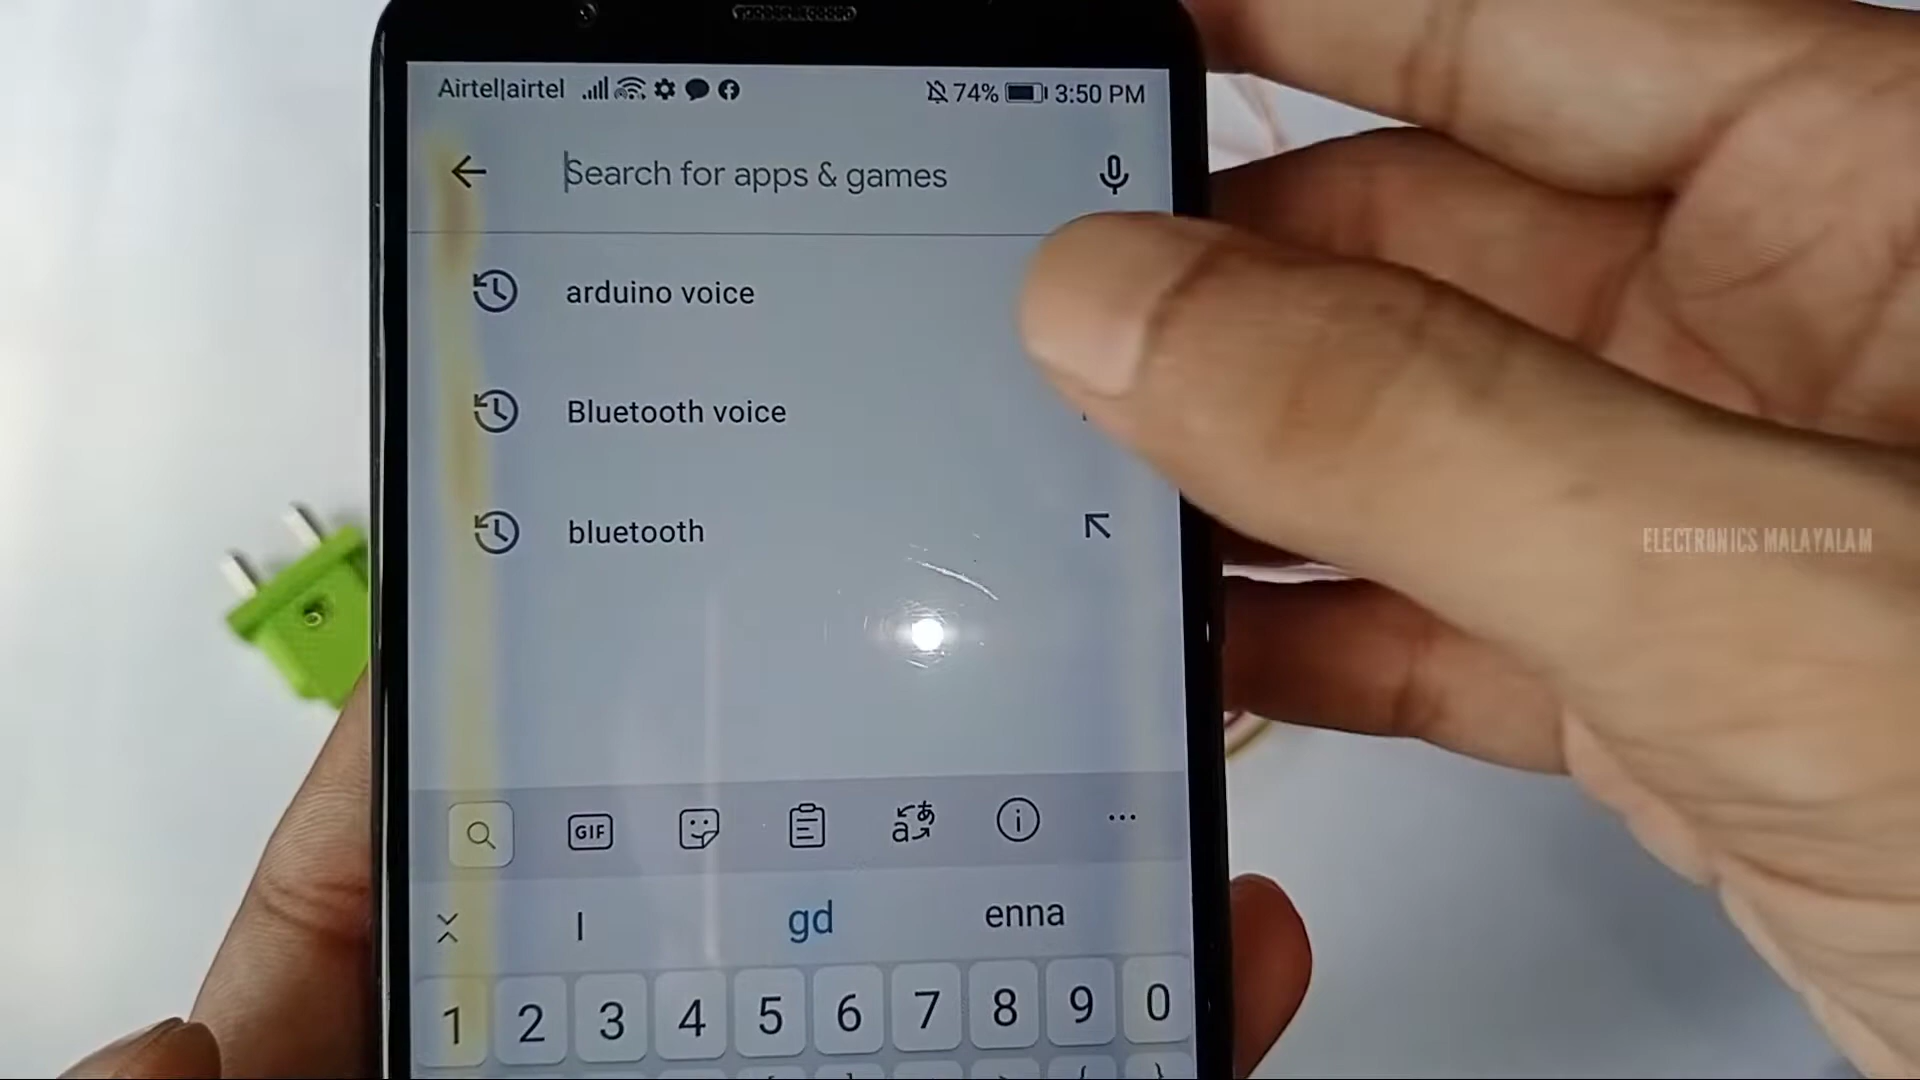 Airtel|airtel 74% 3:50 PM
Search for apps & games
arduino voice
Bluetooth voice
bluetooth
ELECTRONICS MALAYALAM
GIF
I gd enna
1 2 3 4 5 6 7 8 9 0